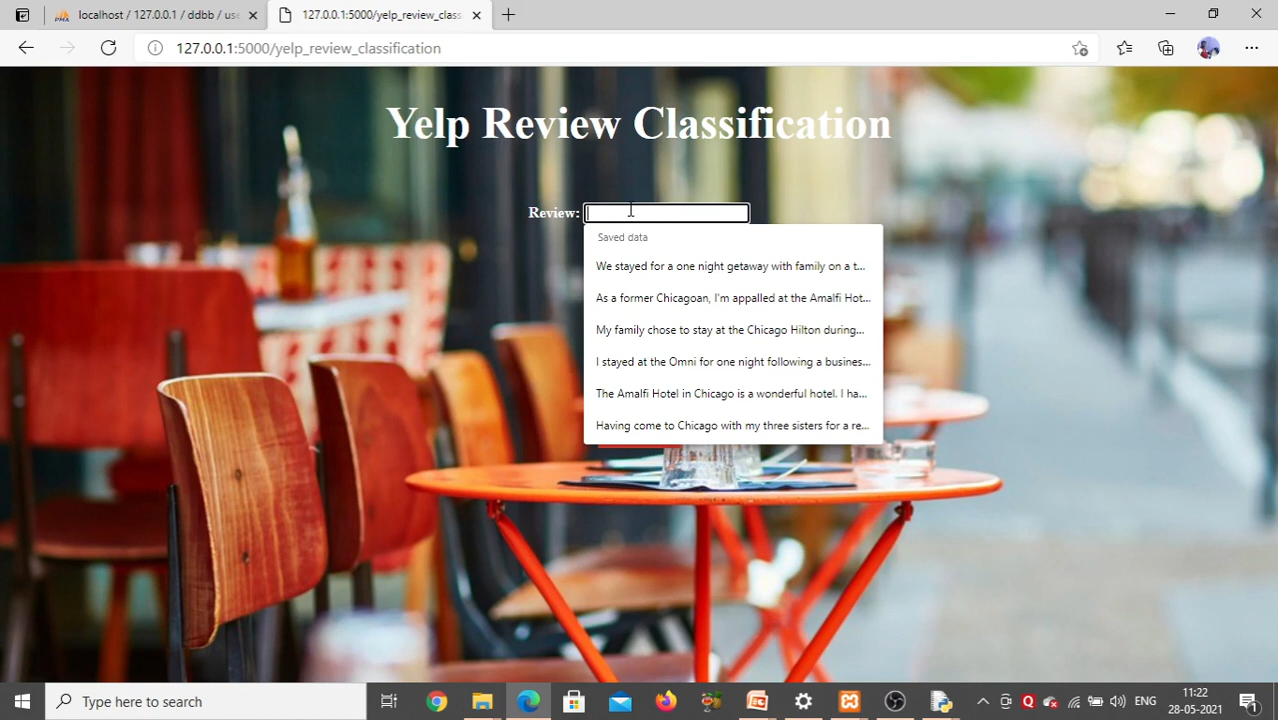 localhost / 127.0.0.1 / ddbb / use
127.0.0.1:5000/yelp_review_class
127.0.0.1:5000/yelp_review_classification
Yelp Review Classification
Review:
Saved data
We stayed for a one night getaway with family on a t...
As a former Chicagoan, I'm appalled at the Amalfi Hot...
My family chose to stay at the Chicago Hilton during...
I stayed at the Omni for one night following a busines...
The Amalfi Hotel in Chicago is a wonderful hotel. I ha...
Having come to Chicago with my three sisters for a re...
Type here to search
ENG
11:22
28-05-2021
1